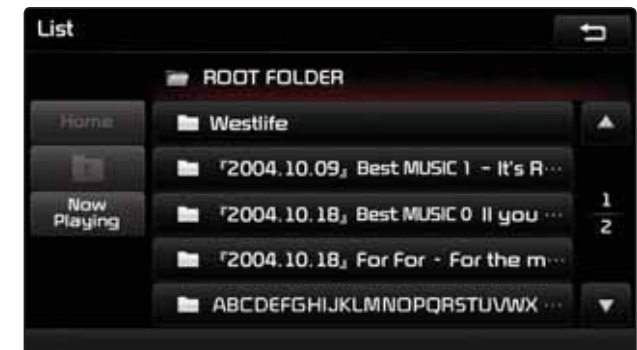 List
ROOT FOLDER
Home
Westlife
『2004.10.09』 Best MUSIC 1 - It's R…
Now
Playing
『2004.10.18』 Best MUSIC 0 Il you …
1
2
『2004.10.18』 For For - For the m…
ABCDEFGHIJKLMNOPQRSTUVWX …